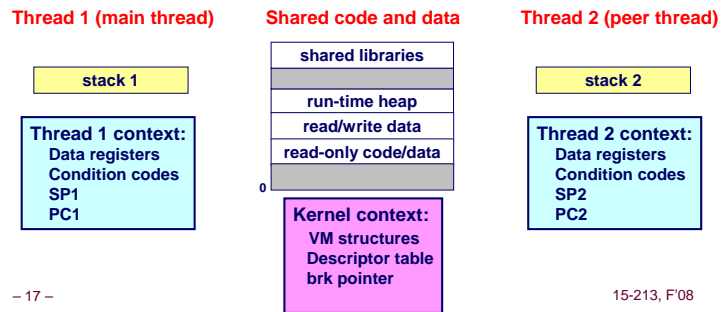 Thread 1 (main thread)
Shared code and data
Thread 2 (peer thread)
shared libraries
stack 1
run-time heap
stack 2
read/write data
read-only code/data
Thread 1 context:
Data registers
Condition codes
SP1
PC1
0
Kernel context:
VM structures
Descriptor table
brk pointer
Thread 2 context:
Data registers
Condition codes
SP2
PC2
– 17 –
15-213, F'08